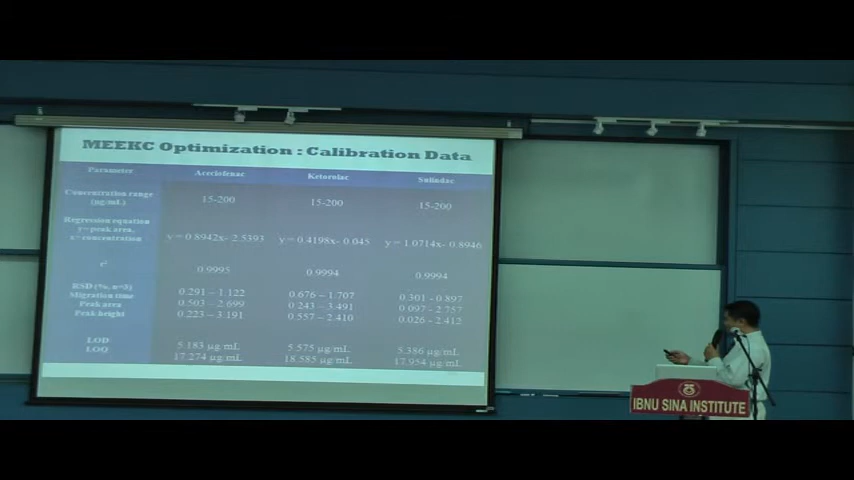 MEEKC Optimization : Calibration Data
Parameter Aceclofenac Ketorolac Sulindac
Concentration range
(µg/mL) 15-200 15-200 15-200
Regression equation
y= peak area,
x= concentration y = 0.8942x- 2.5393 y = 0.4198x- 0.045 y = 1.0714x- 0.8946
r² 0.9995 0.9994 0.9994
RSD (%, n=3)
Migration time 0.291 – 1.122 0.676 – 1.707 0.301 - 0.897
Peak area 0.503 – 2.699 0.243 – 3.491 0.097 - 2.757
Peak height 0.223 – 3.191 0.557 – 2.410 0.026 - 2.412
LOD 5.183 µg/mL 5.575 µg/mL 5.386 µg/mL
LOQ 17.274 µg/mL 18.585 µg/mL 17.954 µg/mL
IBNU SINA INSTITUTE